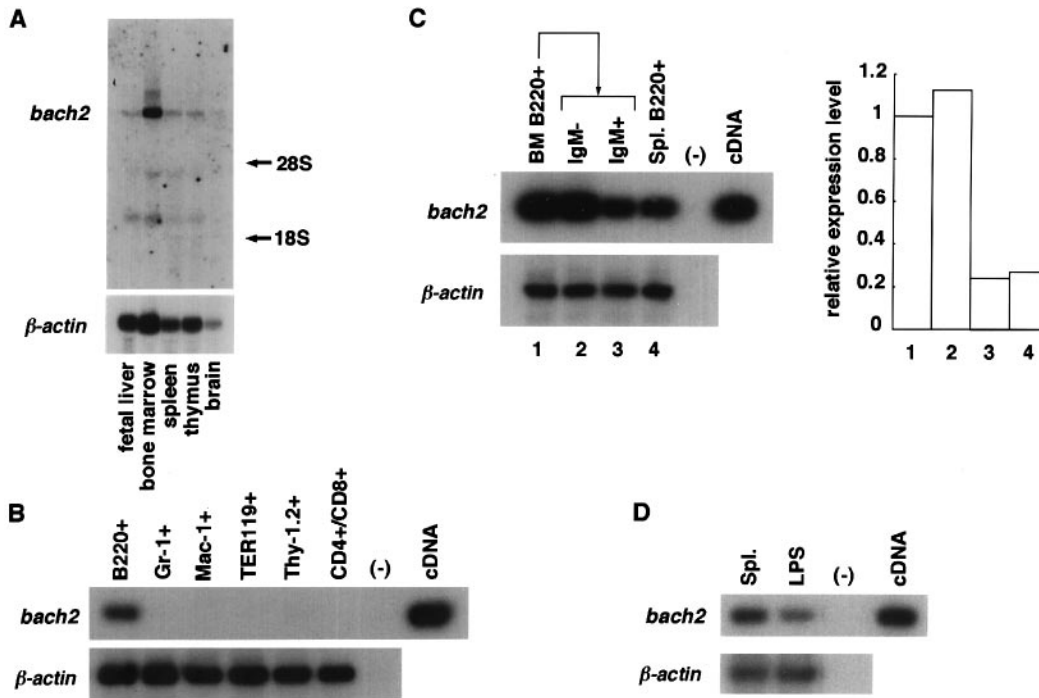 A
bach2
28S
18S
β-actin
fetal liver
bone marrow
spleen
thymus
brain
C
BM B220+
IgM-
IgM+
Spl. B220+
(-)
cDNA
bach2
β-actin
1 2 3 4
relative expression level
1.2
1
0.8
0.6
0.4
0.2
0
1 2 3 4
B
B220+
Gr-1+
Mac-1+
TER119+
Thy-1.2+
CD4+/CD8+
(-)
cDNA
bach2
β-actin
D
Spl.
LPS
(-)
cDNA
bach2
β-actin